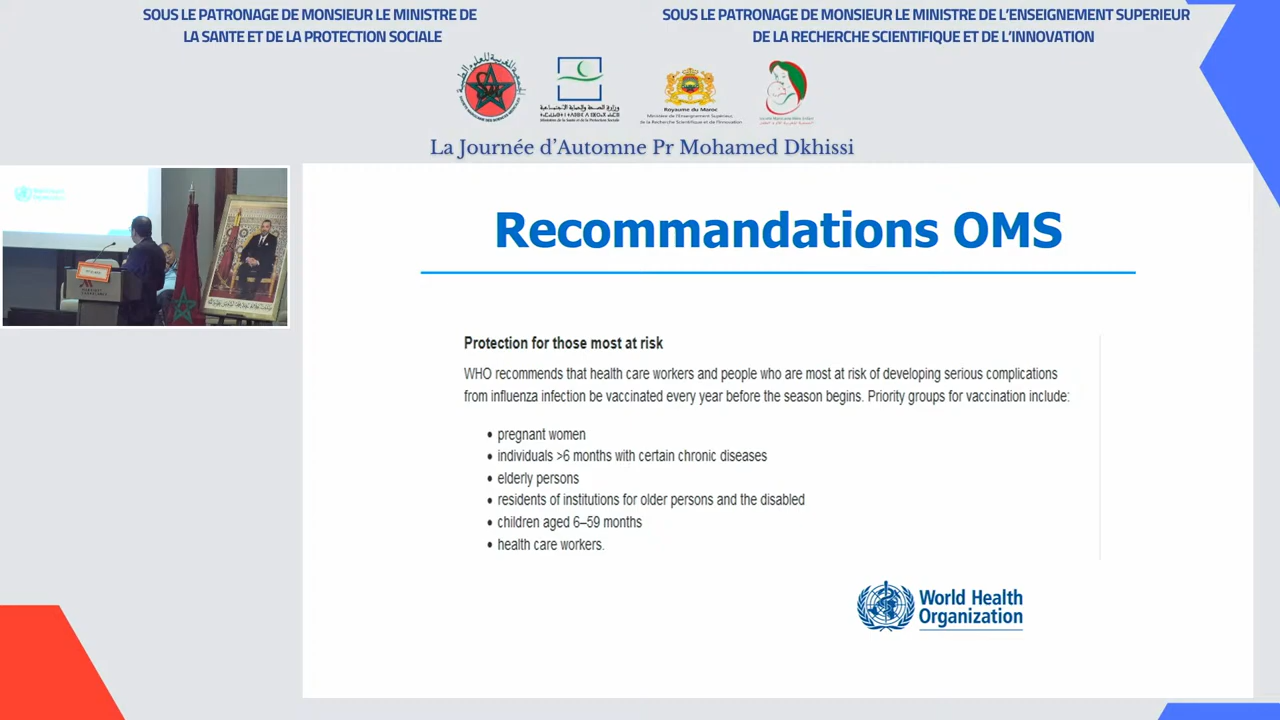 SOUS LE PATRONAGE DE MONSIEUR LE MINISTRE DE
LA SANTE ET DE LA PROTECTION SOCIALE
SOUS LE PATRONAGE DE MONSIEUR LE MINISTRE DE L'ENSEIGNEMENT SUPERIEUR
DE LA RECHERCHE SCIENTIFIQUE ET DE L'INNOVATION
Royaume du Maroc
La Journée d'Automne Pr Mohamed Dkhissi
Recommandations OMS
Protection for those most at risk
WHO recommends that health care workers and people who are most at risk of developing serious complications
from influenza infection be vaccinated every year before the season begins. Priority groups for vaccination include:
• pregnant women
• individuals >6 months with certain chronic diseases
• elderly persons
• residents of institutions for older persons and the disabled
• children aged 6–59 months
• health care workers.
World Health
Organization